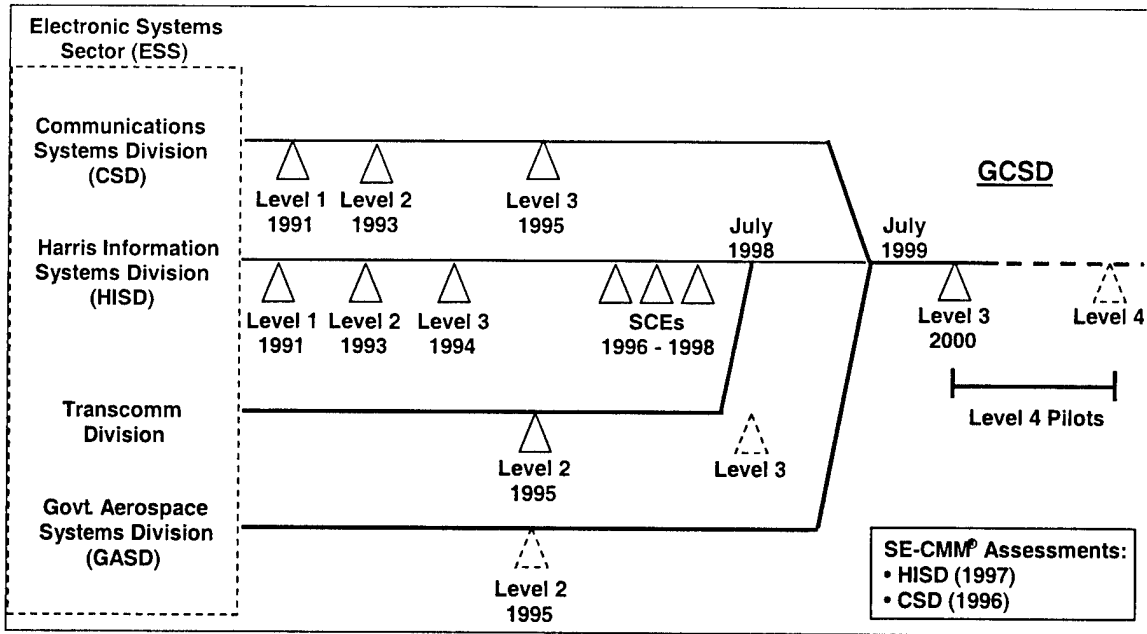 Electronic Systems
Sector (ESS)
Communications
Systems Division
(CSD)
Level 1
1991
Level 2
1993
Level 3
1995
GCSD
Harris Information
Systems Division
(HISD)
Level 1
1991
Level 2
1993
Level 3
1994
SCEs
1996 - 1998
July
1998
July
1999
Level 3
2000
Level 4
Level 4 Pilots
Transcomm
Division
Level 2
1995
Level 3
Govt. Aerospace
Systems Division
(GASD)
Level 2
1995
SE-CMM® Assessments:
• HISD (1997)
• CSD (1996)